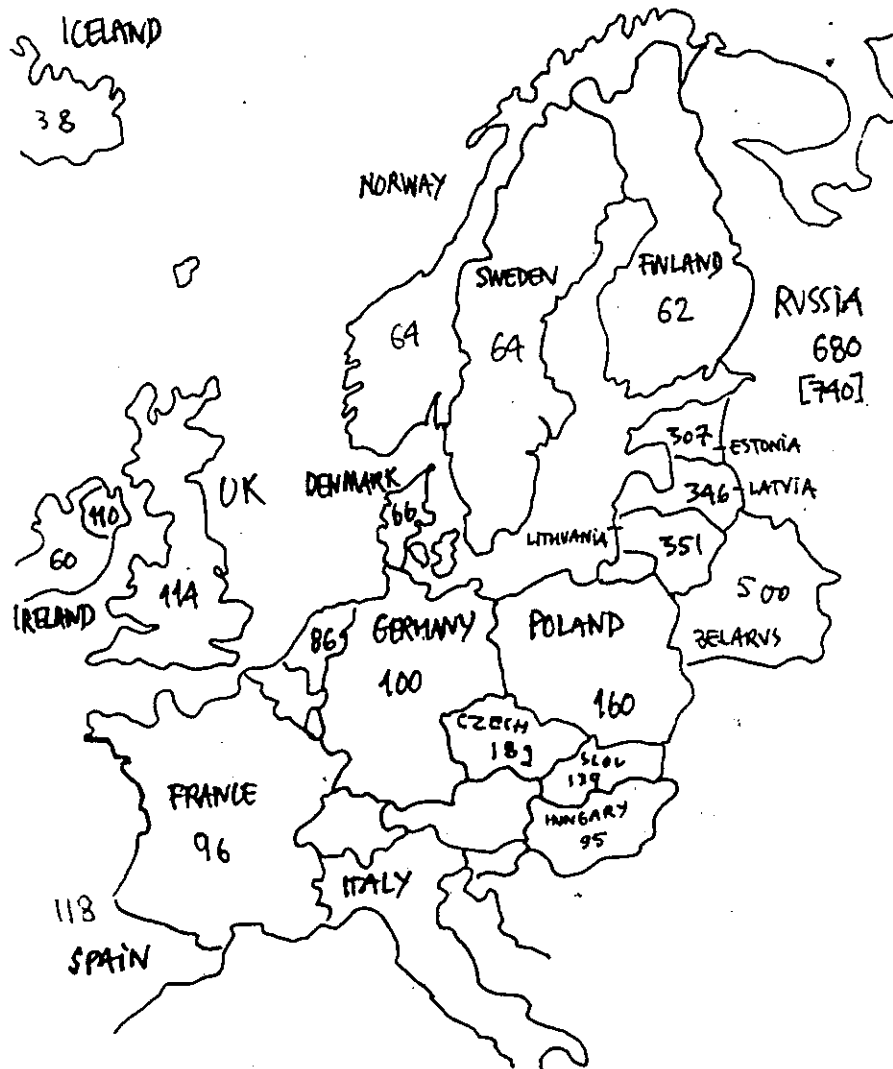 ICELAND
38
NORWAY
64
SWEDEN
64
FINLAND
62
RUSSIA
680
[740]
307
ESTONIA
346
LATVIA
LITHUANIA
351
500
BELARUS
DENMARK
66
UK
110
60
IRELAND
114
86
GERMANY
100
POLAND
160
CZECH
189
SLOV
139
HUNGARY
95
FRANCE
96
ITALY
118
SPAIN